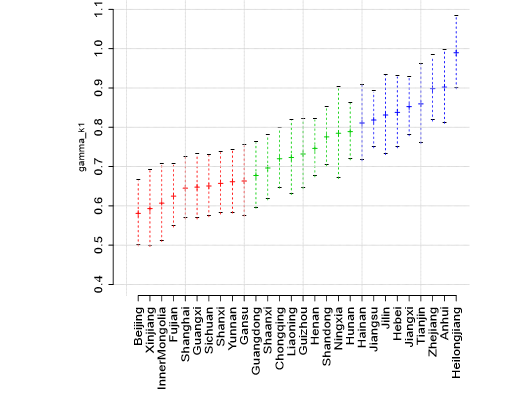 1.1
1.0
0.9
0.8
0.7
0.6
0.5
0.4
gamma_k1
Beijing
Xinjiang
InnerMongolia
Fujian
Shanghai
Guangxi
Sichuan
Shanxi
Yunnan
Gansu
Guangdong
Shaanxi
Chongqing
Liaoning
Guizhou
Henan
Shandong
Ningxia
Hunan
Hainan
Jiangsu
Jilin
Hebei
Jiangxi
Tianjin
Zhejiang
Anhui
Heilongjiang